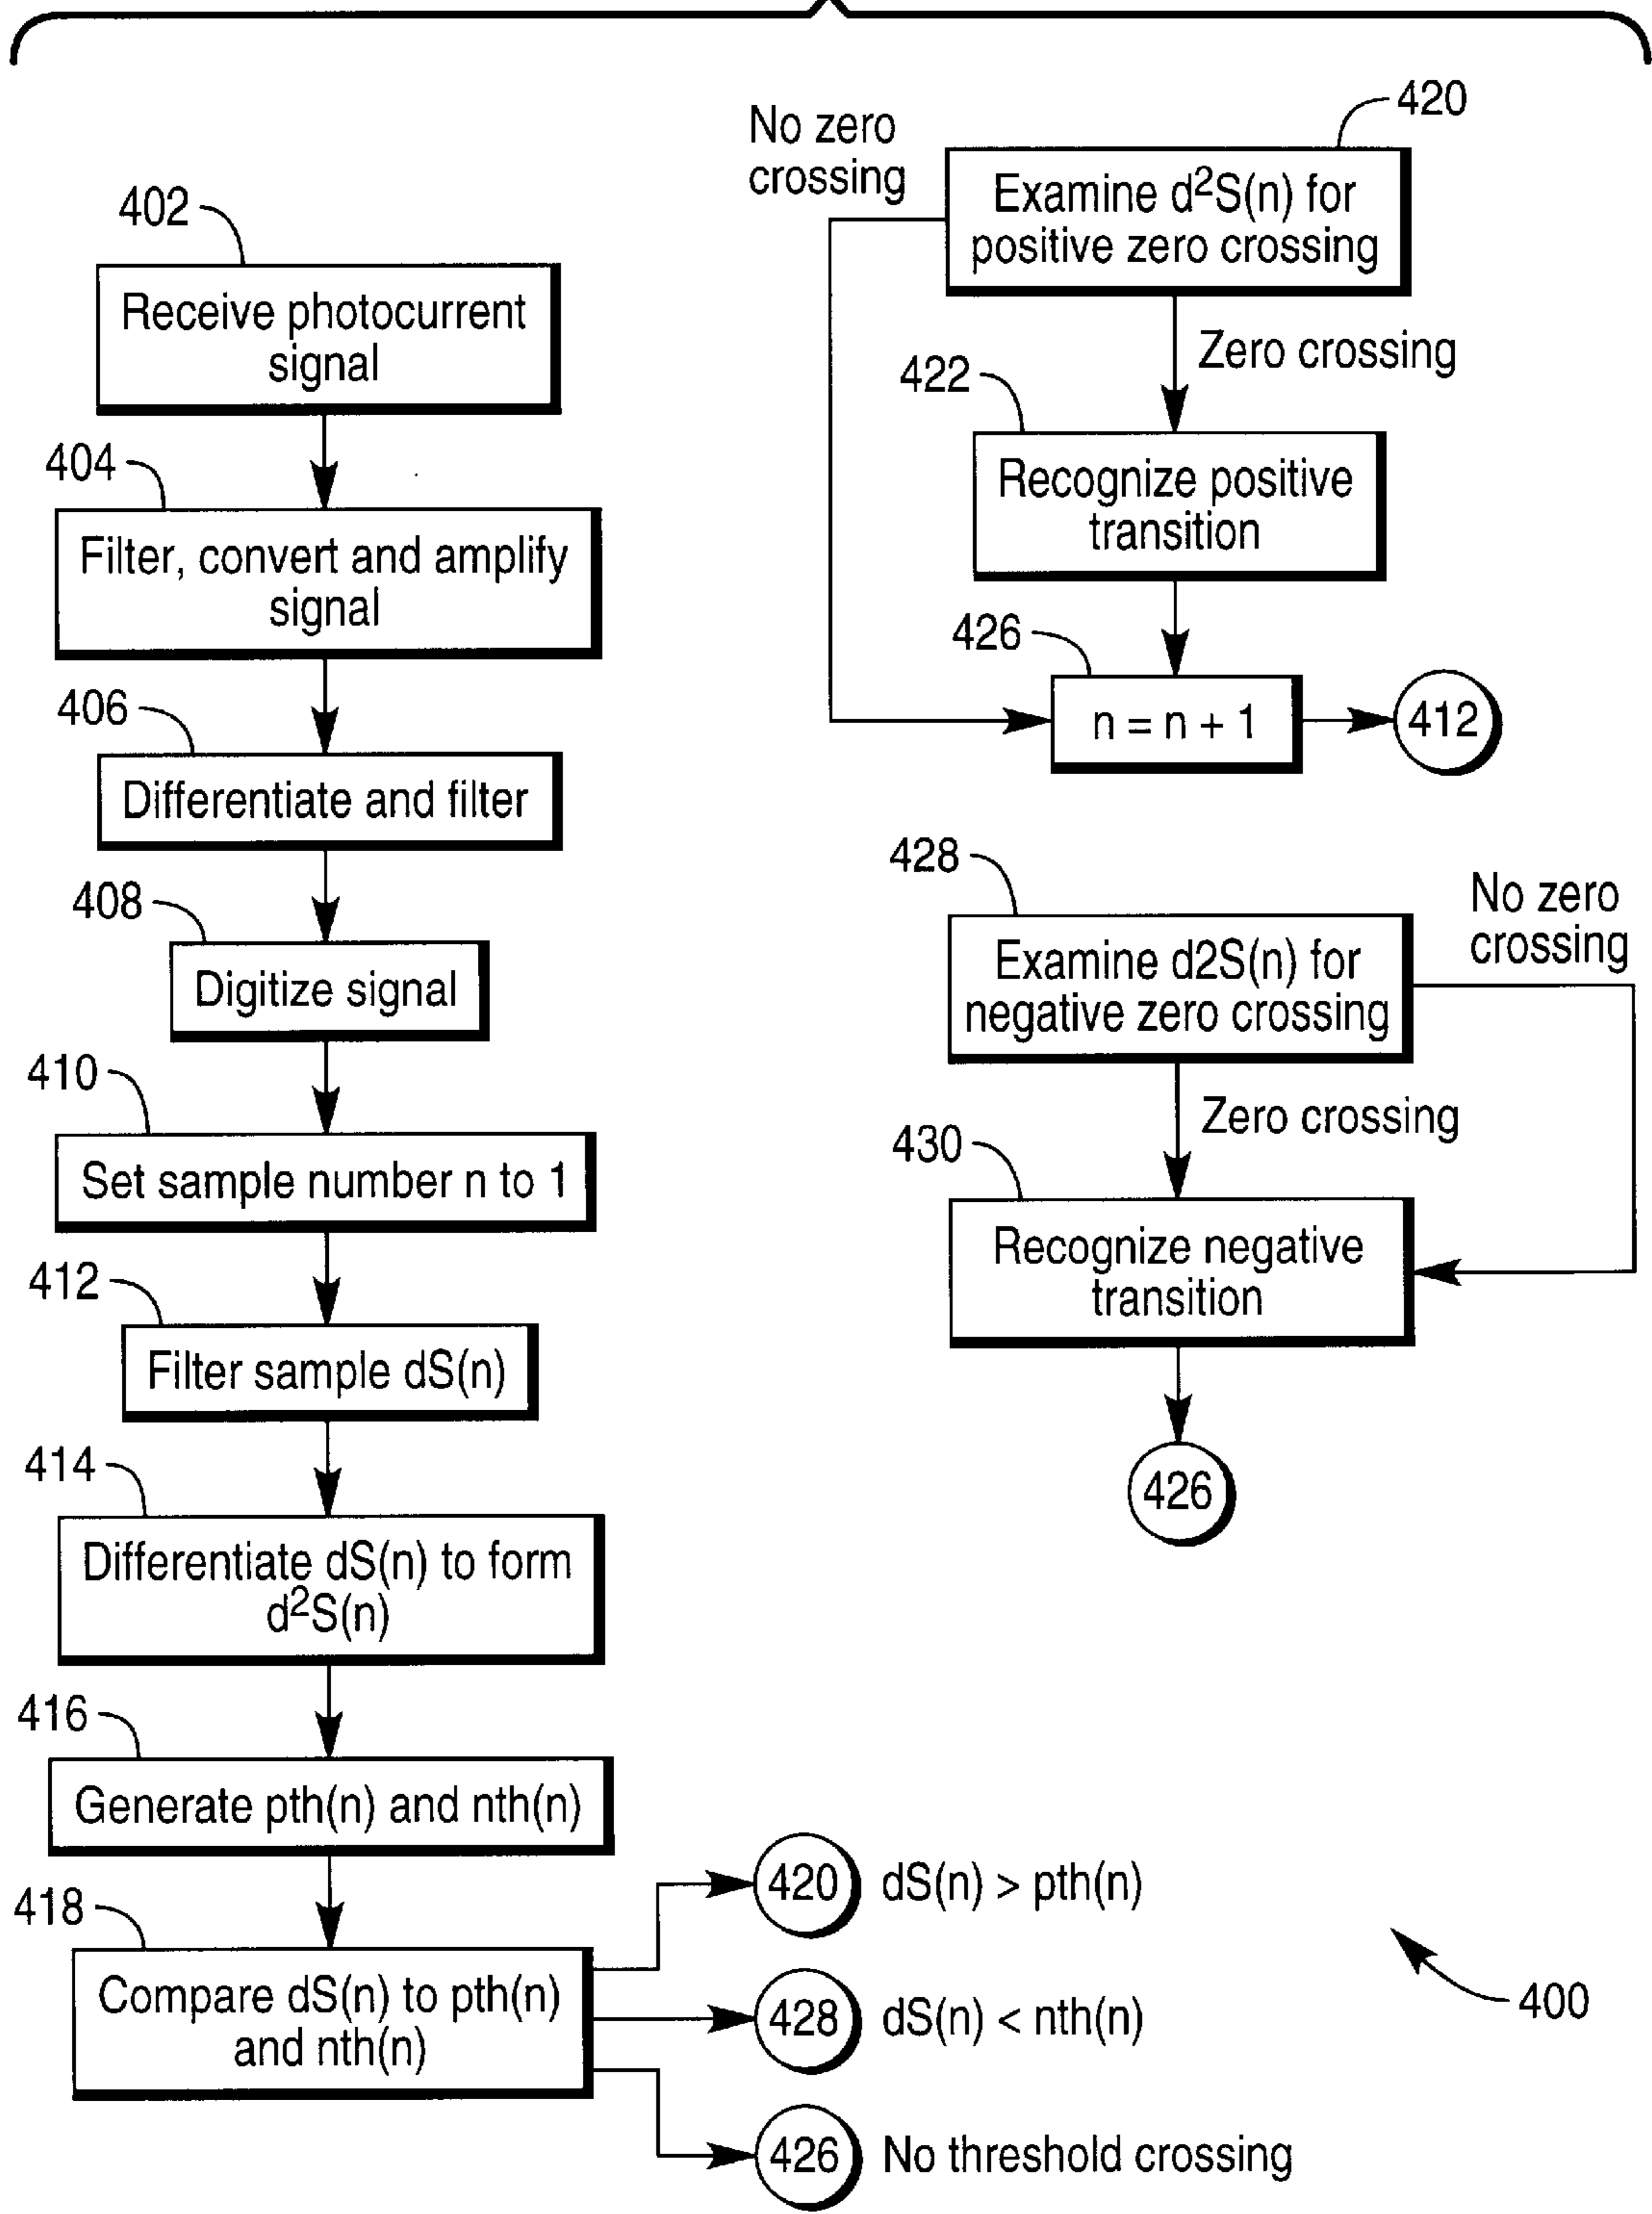 402
Receive photocurrent
signal
404
Filter, convert and amplify
signal
406
Differentiate and filter
408
Digitize signal
410
Set sample number n to 1
412
Filter sample dS(n)
414
Differentiate dS(n) to form
d²S(n)
416
Generate pth(n) and nth(n)
418
Compare dS(n) to pth(n)
and nth(n)
420 dS(n) > pth(n)
428 dS(n) < nth(n)
426 No threshold crossing
420
No zero
crossing
Examine d²S(n) for
positive zero crossing
Zero crossing
422
Recognize positive
transition
426
n = n + 1
412
428
No zero
crossing
Examine d2S(n) for
negative zero crossing
Zero crossing
430
Recognize negative
transition
426
400